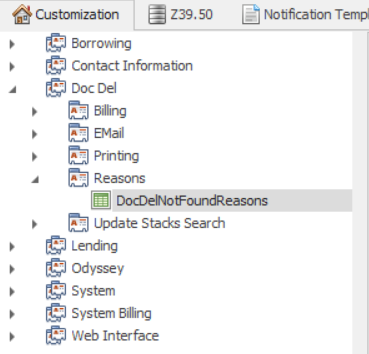 Customization Z39.50 Notification Templ
Borrowing
Contact Information
Doc Del
Billing
EMail
Printing
Reasons
DocDelNotFoundReasons
Update Stacks Search
Lending
Odyssey
System
System Billing
Web Interface